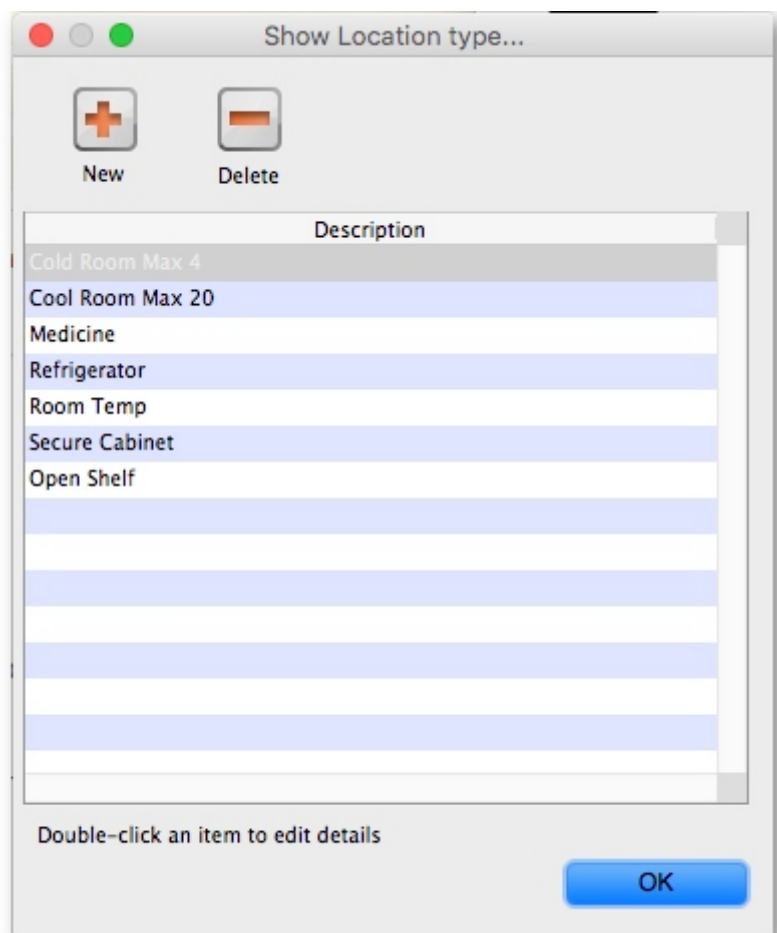 Show Location type...
New Delete
Description
Cold Room Max 4
Cool Room Max 20
Medicine
Refrigerator
Room Temp
Secure Cabinet
Open Shelf
Double-click an item to edit details
OK